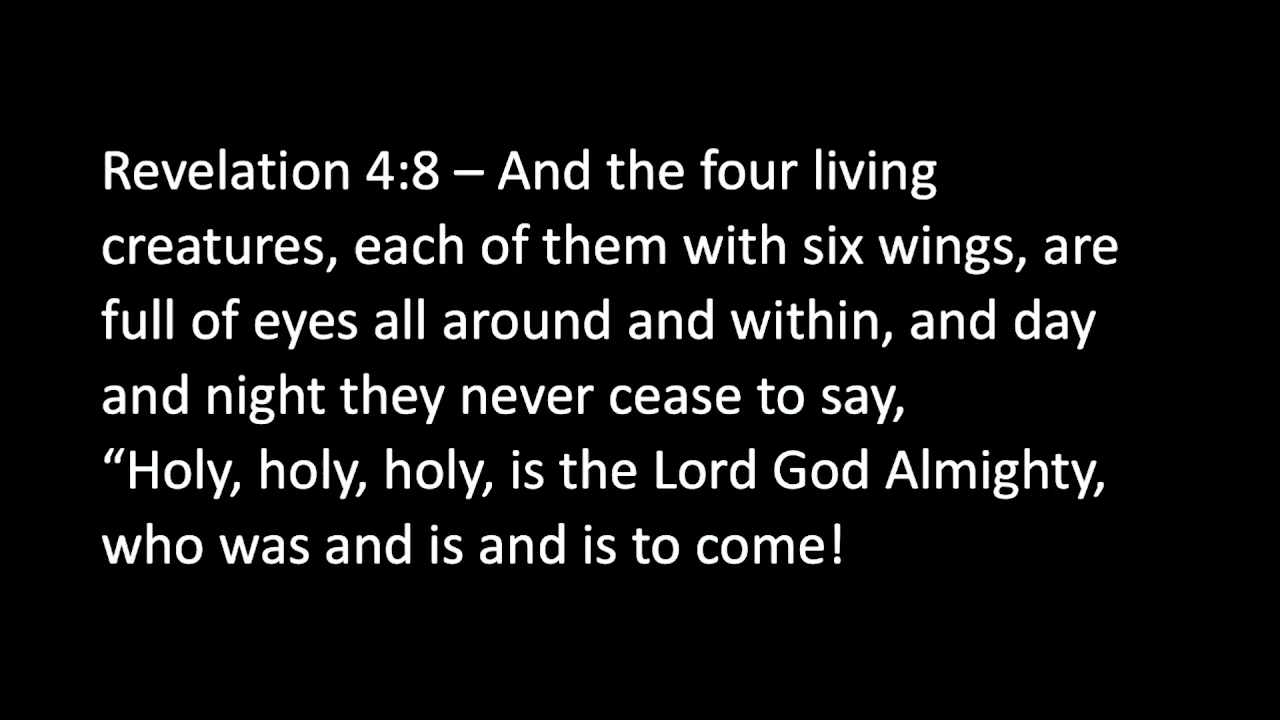 Revelation 4:8 – And the four living
creatures, each of them with six wings, are
full of eyes all around and within, and day
and night they never cease to say,
“Holy, holy, holy, is the Lord God Almighty,
who was and is and is to come!